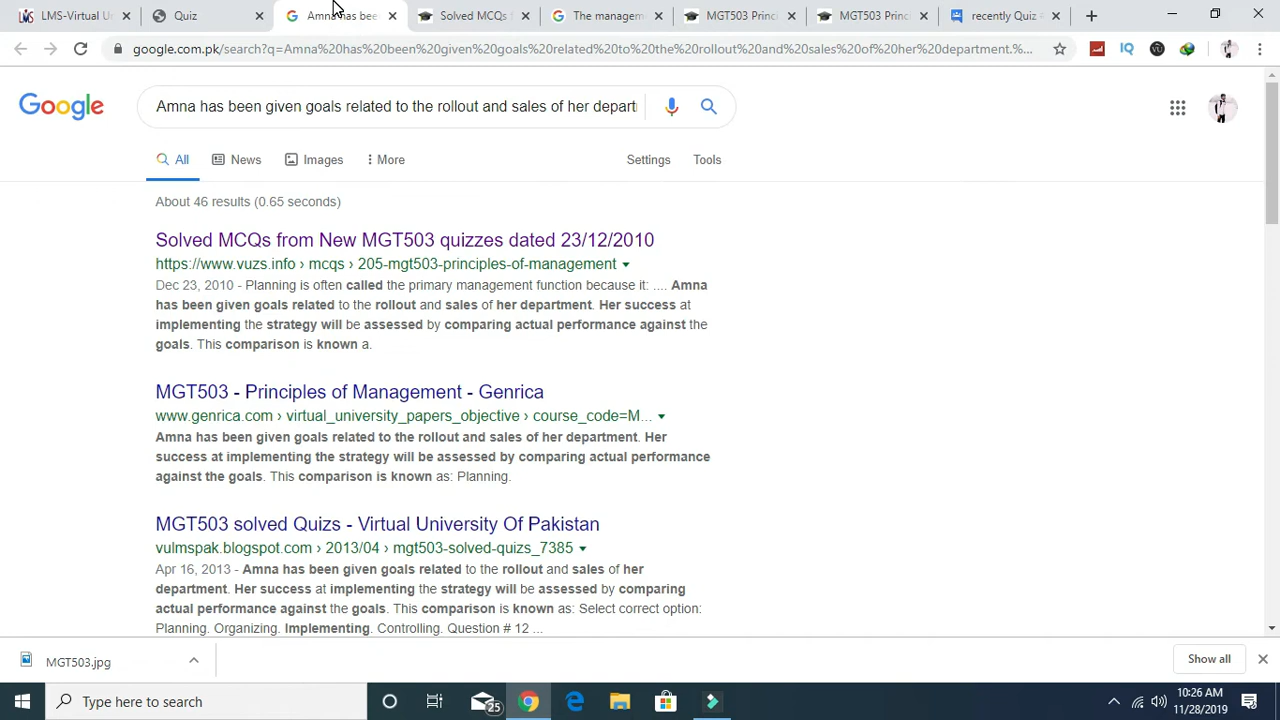 LMS-Virtual U
Quiz
Amna has bee
Solved MCQs f
The managem
MGT503 Princi
MGT503 Princi
recently Quiz
google.com.pk/search?q=Amna%20has%20been%20given%20goals%20related%20to%20the%20rollout%20and%20sales%20of%20her%20department.%...
IQ
Google
Amna has been given goals related to the rollout and sales of her depart
All
News
Images
More
Settings
Tools
About 46 results (0.65 seconds)
Solved MCQs from New MGT503 quizzes dated 23/12/2010
https://www.vuzs.info › mcqs › 205-mgt503-principles-of-management
Dec 23, 2010 - Planning is often called the primary management function because it: .... Amna
has been given goals related to the rollout and sales of her department. Her success at
implementing the strategy will be assessed by comparing actual performance against the
goals. This comparison is known a.
MGT503 - Principles of Management - Genrica
www.genrica.com › virtual_university_papers_objective › course_code=M...
Amna has been given goals related to the rollout and sales of her department. Her
success at implementing the strategy will be assessed by comparing actual performance
against the goals. This comparison is known as: Planning.
MGT503 solved Quizs - Virtual University Of Pakistan
vulmspak.blogspot.com › 2013/04 › mgt503-solved-quizs_7385
Apr 16, 2013 - Amna has been given goals related to the rollout and sales of her
department. Her success at implementing the strategy will be assessed by comparing
actual performance against the goals. This comparison is known as: Select correct option:
Planning. Organizing. Implementing. Controlling. Question # 12 ...
MGT503.jpg
Show all
Type here to search
25
10:26 AM
11/28/2019